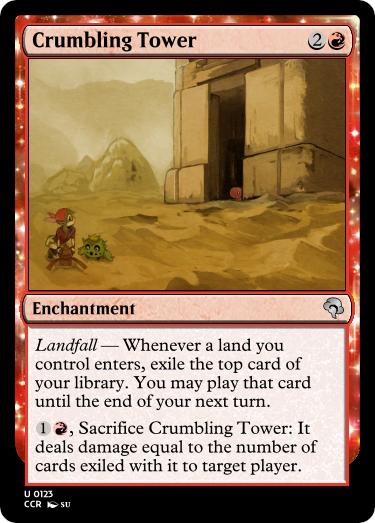 Crumbling Tower 2
Enchantment
Landfall — Whenever a land you
control enters, exile the top card of
your library. You may play that card
until the end of your next turn.
1 , Sacrifice Crumbling Tower: It
deals damage equal to the number of
cards exiled with it to target player.
U 0123
CCR SU